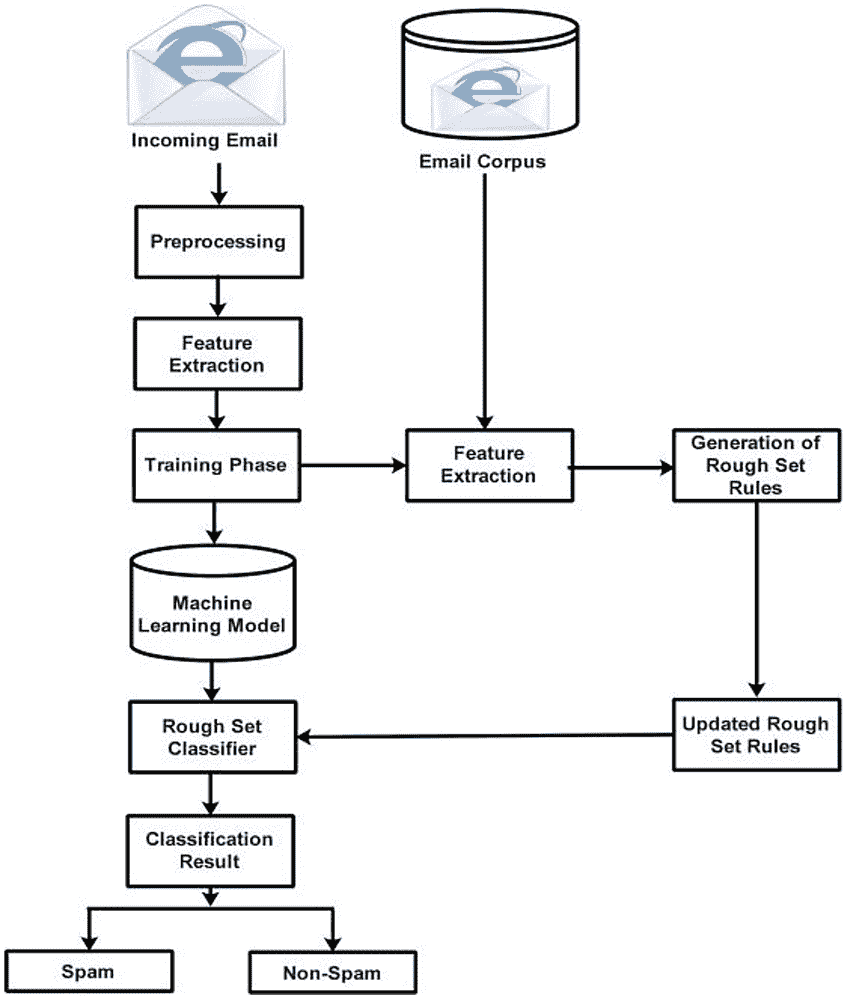 Incoming Email
Email Corpus
Preprocessing
Feature
Extraction
Training Phase
Feature
Extraction
Generation of
Rough Set
Rules
Machine
Learning Model
Rough Set
Classifier
Updated Rough
Set Rules
Classification
Result
Spam
Non-Spam